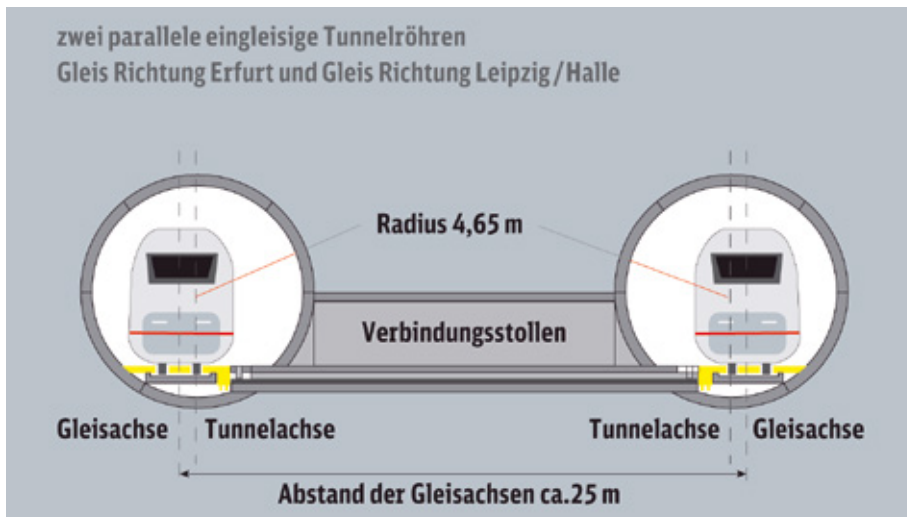 zwei parallele eingleisige Tunnelröhren
Gleis Richtung Erfurt und Gleis Richtung Leipzig/Halle
Radius 4,65 m
Verbindungsstollen
Gleisachse Tunnelachse Tunnelachse Gleisachse
Abstand der Gleisachsen ca.25 m